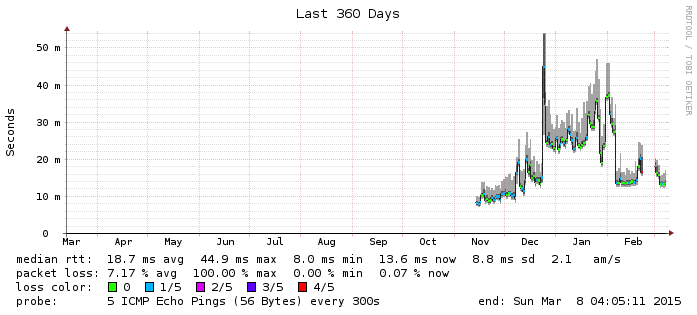 Last 360 Days
RRDTOOL / TOBI OETIKER
Seconds
50 m
40 m
30 m
20 m
10 m
0
Mar Apr May Jun Jul Aug Sep Oct Nov Dec Jan Feb
median rtt: 18.7 ms avg 44.9 ms max 8.0 ms min 13.6 ms now 8.8 ms sd 2.1 am/s
packet loss: 7.17 % avg 100.00 % max 0.00 % min 0.07 % now
loss color: 0 1/5 2/5 3/5 4/5
probe: 5 ICMP Echo Pings (56 Bytes) every 300s end: Sun Mar 8 04:05:11 2015